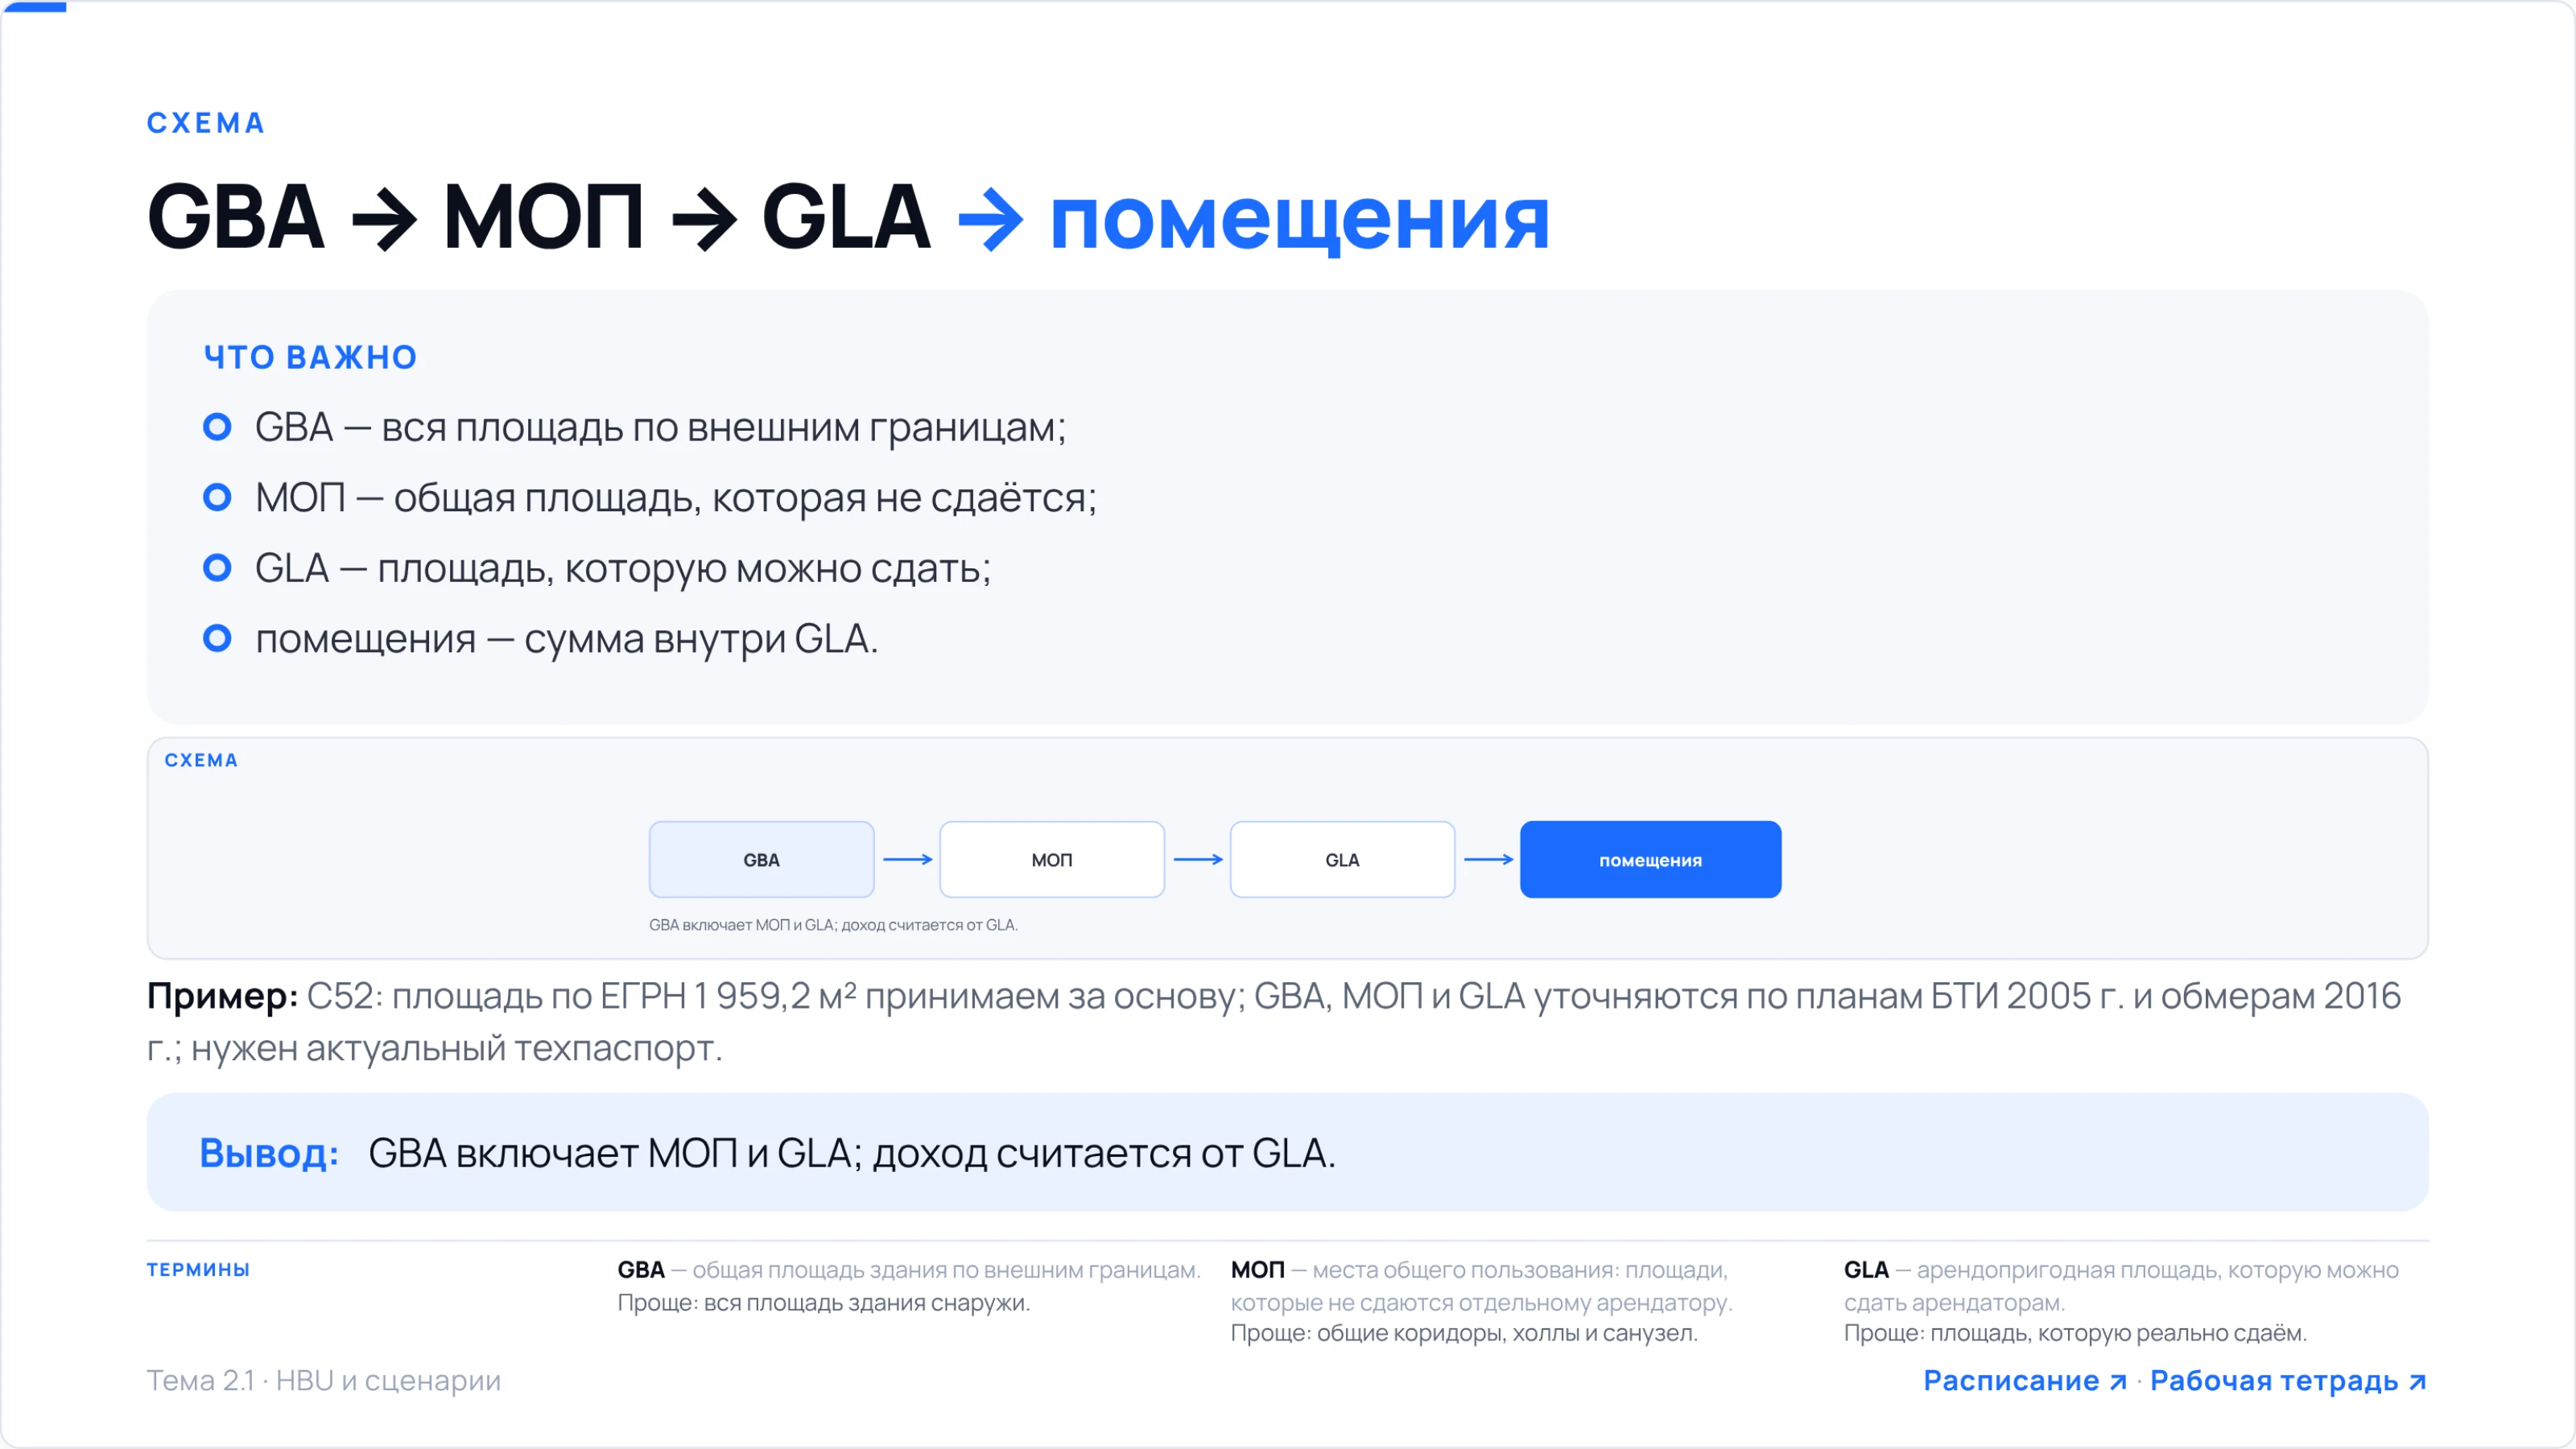 СХЕМА
GBA → МОП → GLA → помещения
ЧТО ВАЖНО
GBA — вся площадь по внешним границам;
МОП — общая площадь, которая не сдаётся;
GLA — площадь, которую можно сдать;
помещения — сумма внутри GLA.
СХЕМА
GBA → МОП → GLA → помещения
GBA включает МОП и GLA; доход считается от GLA.
Пример: С52: площадь по ЕГРН 1 959,2 м² принимаем за основу; GBA, МОП и GLA уточняются по планам БТИ 2005 г. и обмерам 2016
г.; нужен актуальный техпаспорт.
Вывод: GBA включает МОП и GLA; доход считается от GLA.
ТЕРМИНЫ
GBA — общая площадь здания по внешним границам.
Проще: вся площадь здания снаружи.
МОП — места общего пользования: площади,
которые не сдаются отдельному арендатору.
Проще: общие коридоры, холлы и санузел.
GLA — арендопригодная площадь, которую можно
сдать арендаторам.
Проще: площадь, которую реально сдаём.
Тема 2.1 · HBU и сценарии
Расписание ↗ · Рабочая тетрадь ↗